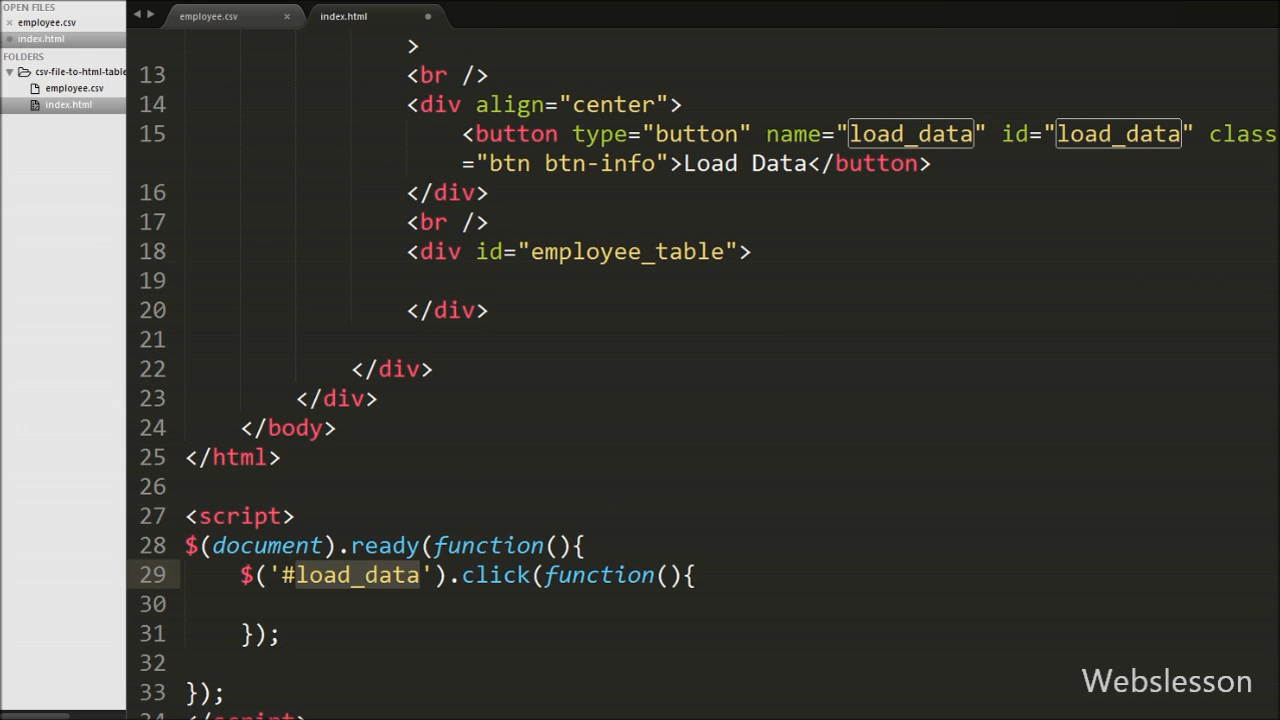 OPEN FILES
employee.csv
index.html
FOLDERS
csv-file-to-html-table
employee.csv
index.html
employee.csv
index.html
>
13 <br />
14 <div align="center">
15 <button type="button" name="load_data" id="load_data" class
="btn btn-info">Load Data</button>
16 </div>
17 <br />
18 <div id="employee_table">
19
20 </div>
21
22 </div>
23 </div>
24 </body>
25 </html>
26
27 <script>
28 $(document).ready(function(){
29 $('#load_data').click(function(){
30
31 });
32
33 });
34 </script>
Webslesson